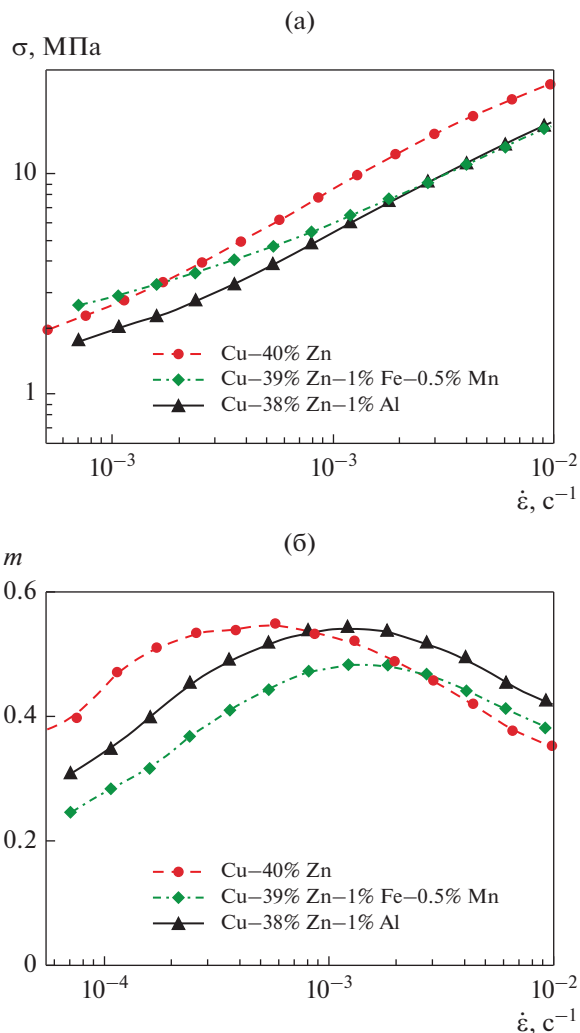 (а)
σ, МПа
10
1
Cu–40% Zn
Cu–39% Zn–1% Fe–0.5% Mn
Cu–38% Zn–1% Al
10⁻³ 10⁻³ 10⁻²
ε̇, с⁻¹
(б)
m
0.6
0.4
0.2
Cu–40% Zn
Cu–39% Zn–1% Fe–0.5% Mn
Cu–38% Zn–1% Al
0
10⁻⁴ 10⁻³ 10⁻²
ε̇, с⁻¹